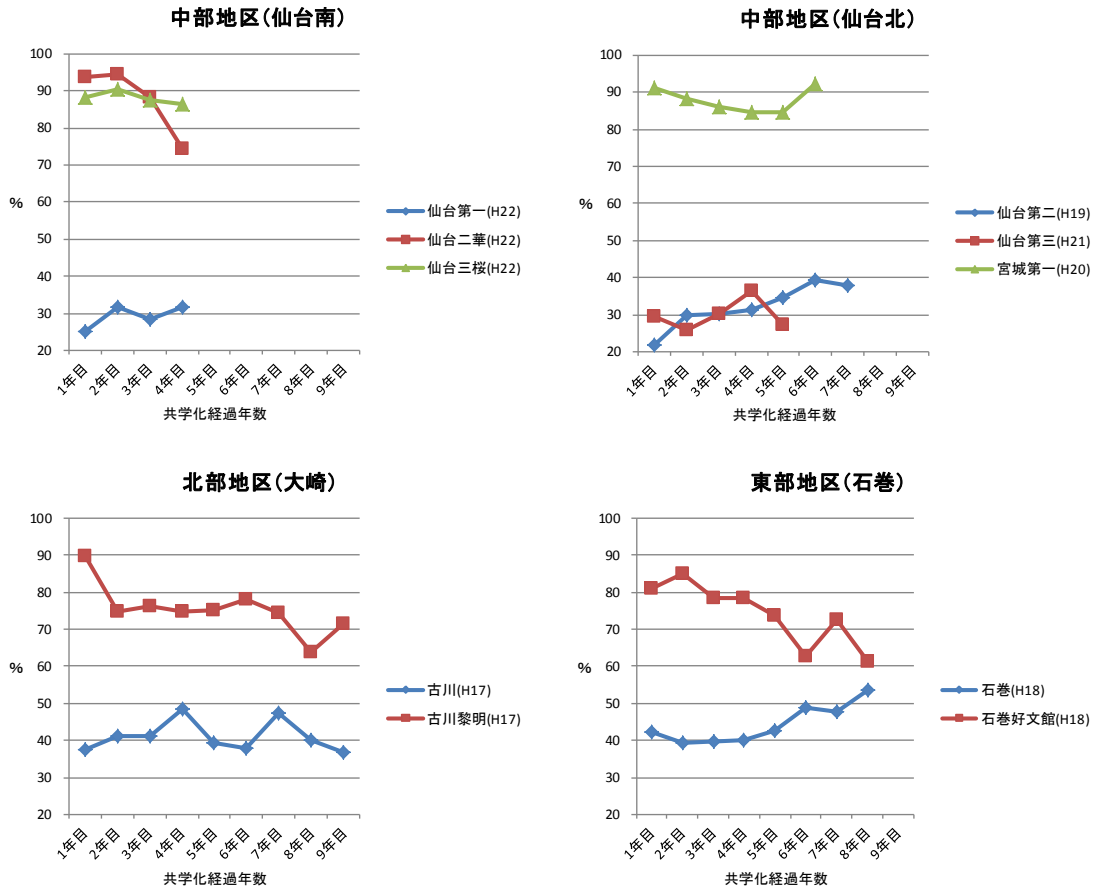 中部地区（仙台南）
100
90
80
70
60
50
40
30
20
%
1年目 2年目 3年目 4年目 5年目 6年目 7年目 8年目 9年目
共学化経過年数
仙台第一(H22)
仙台二華(H22)
仙台三桜(H22)
中部地区（仙台北）
100
90
80
70
60
50
40
30
20
%
1年目 2年目 3年目 4年目 5年目 6年目 7年目 8年目 9年目
共学化経過年数
仙台第二(H19)
仙台第三(H21)
宮城第一(H20)
北部地区（大崎）
100
90
80
70
60
50
40
30
20
%
1年目 2年目 3年目 4年目 5年目 6年目 7年目 8年目 9年目
共学化経過年数
古川(H17)
古川黎明(H17)
東部地区（石巻）
100
90
80
70
60
50
40
30
20
%
1年目 2年目 3年目 4年目 5年目 6年目 7年目 8年目 9年目
共学化経過年数
石巻(H18)
石巻好文館(H18)